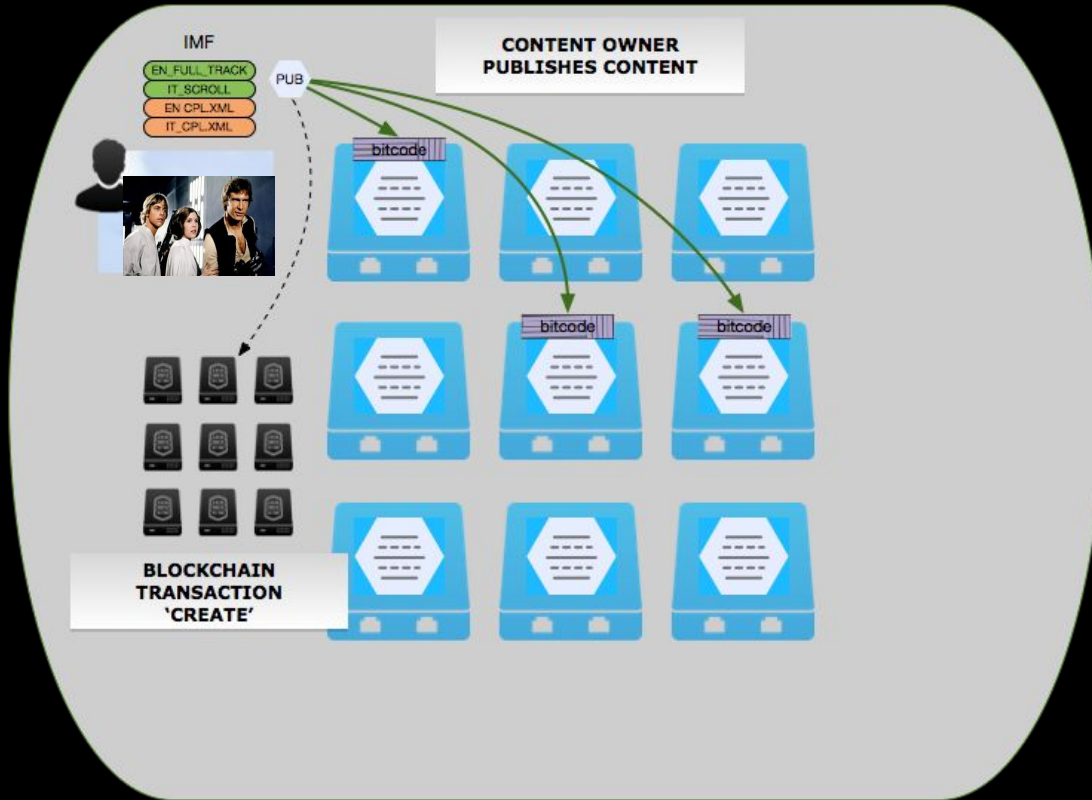 IMF
EN_FULL_TRACK
IT_SCROLL
EN CPL.XML
IT_CPL.XML
PUB
CONTENT OWNER
PUBLISHES CONTENT
bitcode
bitcode
bitcode
BLOCKCHAIN
TRANSACTION
‘CREATE’